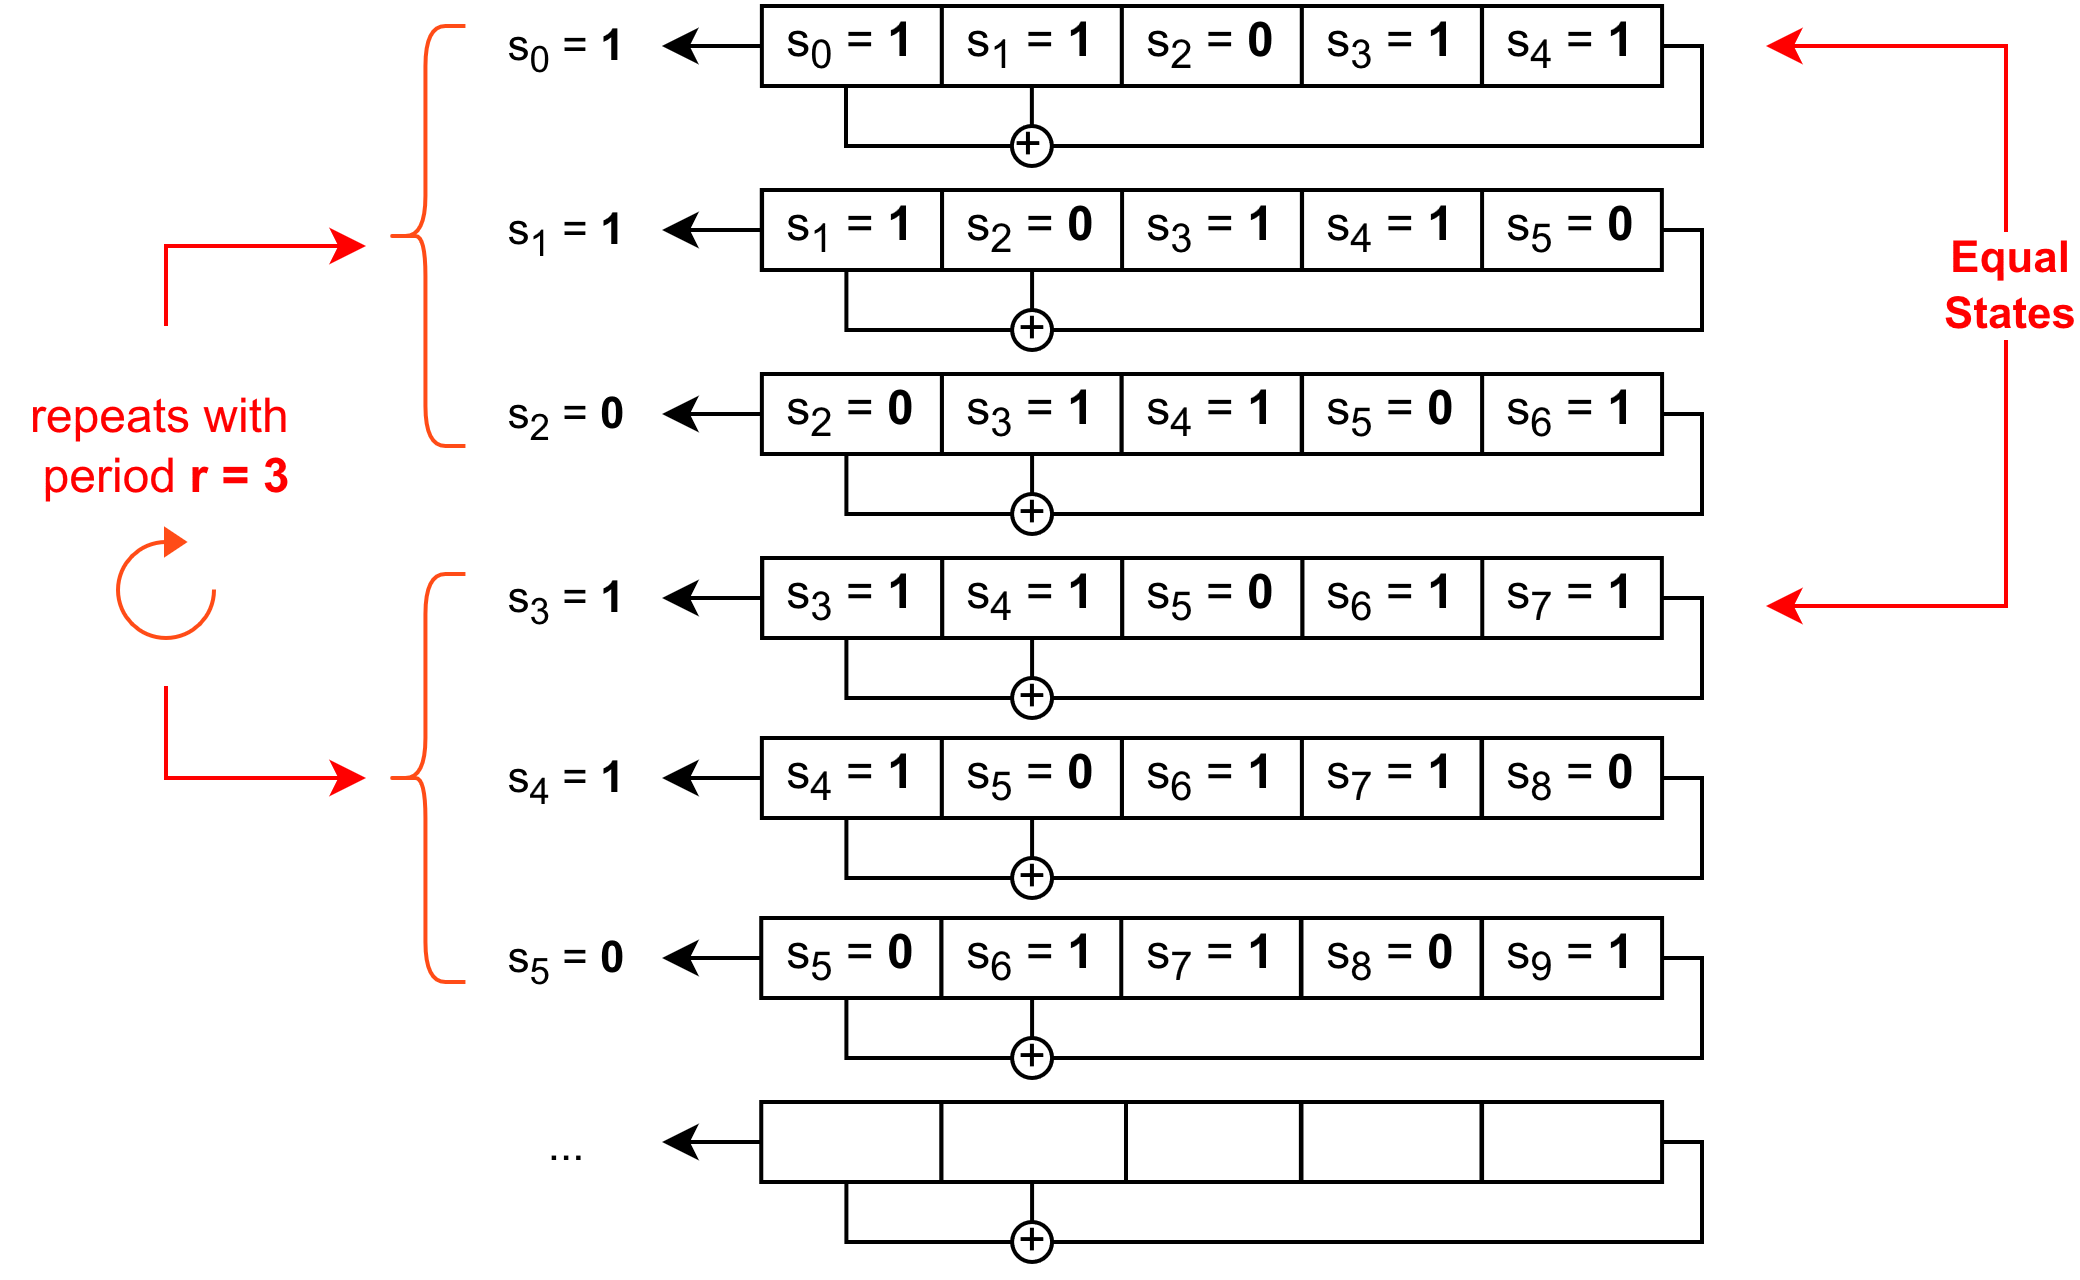 s0 = 1 s0 = 1 s1 = 1 s2 = 0 s3 = 1 s4 = 1
+
s1 = 1 s1 = 1 s2 = 0 s3 = 1 s4 = 1 s5 = 0
+
Equal
States
s2 = 0 s2 = 0 s3 = 1 s4 = 1 s5 = 0 s6 = 1
+
repeats with
period r = 3
s3 = 1 s3 = 1 s4 = 1 s5 = 0 s6 = 1 s7 = 1
+
s4 = 1 s4 = 1 s5 = 0 s6 = 1 s7 = 1 s8 = 0
+
s5 = 0 s5 = 0 s6 = 1 s7 = 1 s8 = 0 s9 = 1
+
...
+